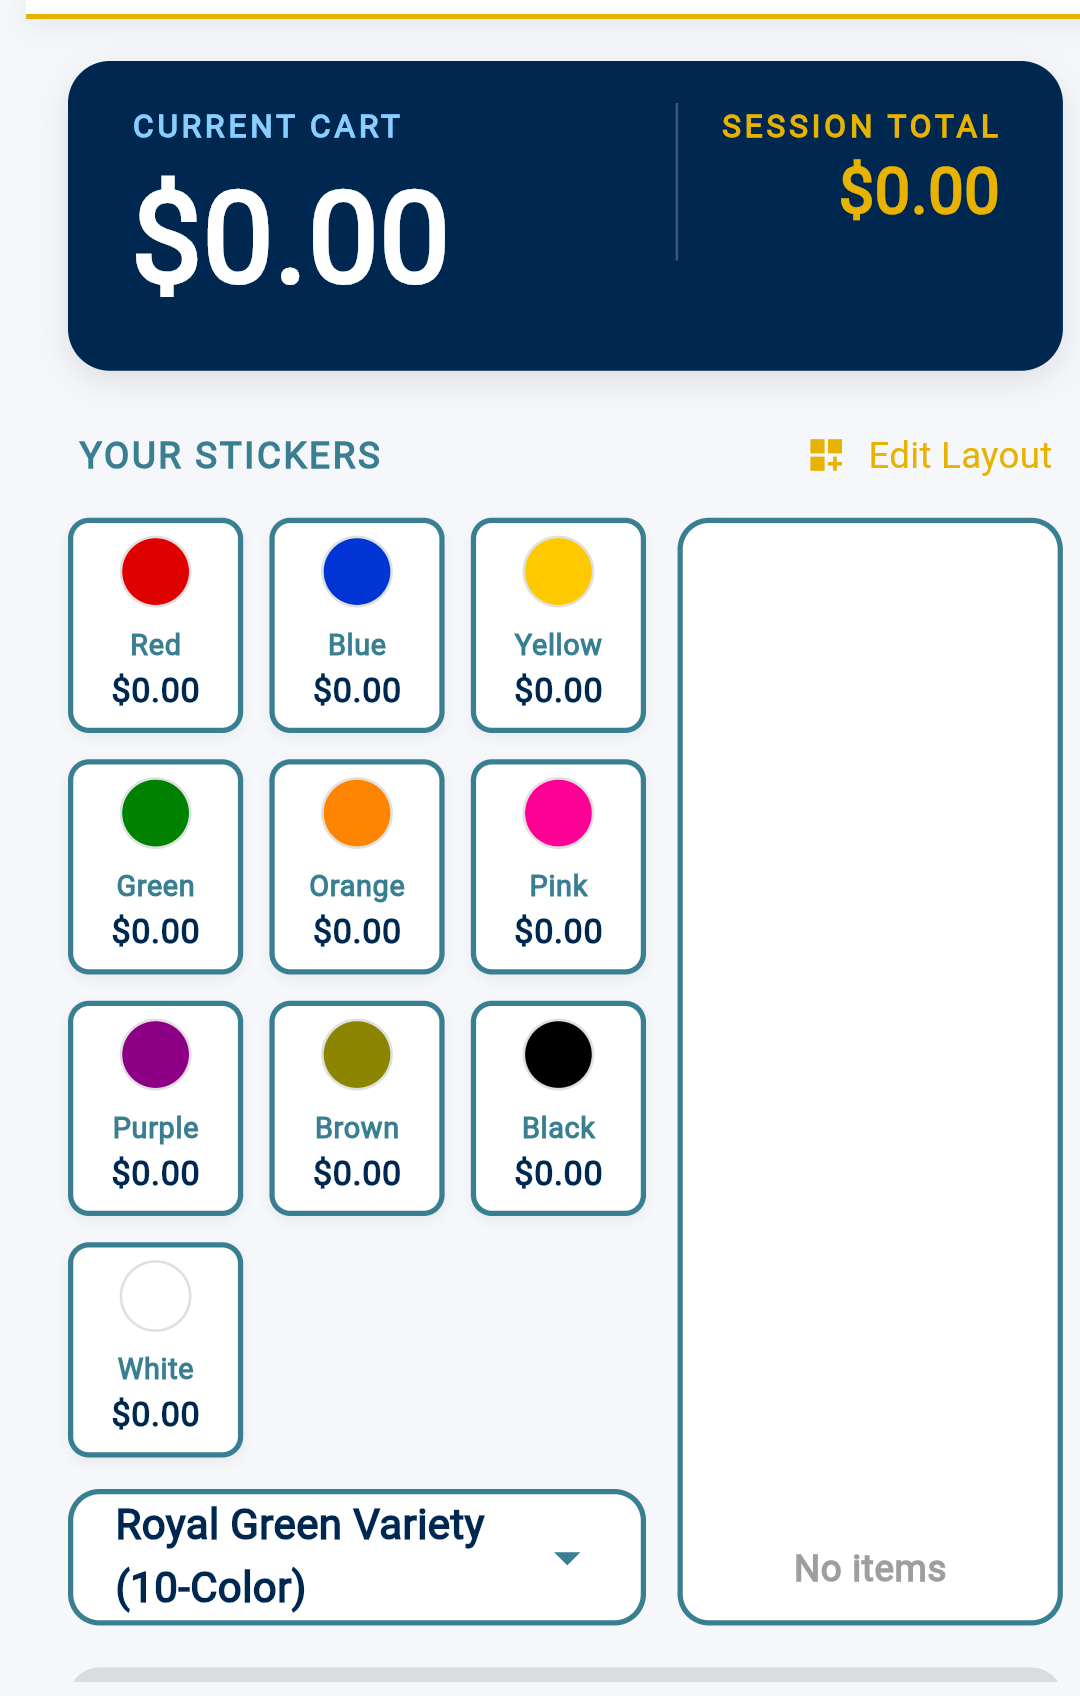 CURRENT CART
$0.00
SESSION TOTAL
$0.00
YOUR STICKERS
Edit Layout
Red
$0.00
Blue
$0.00
Yellow
$0.00
Green
$0.00
Orange
$0.00
Pink
$0.00
Purple
$0.00
Brown
$0.00
Black
$0.00
White
$0.00
Royal Green Variety
(10-Color)
No items